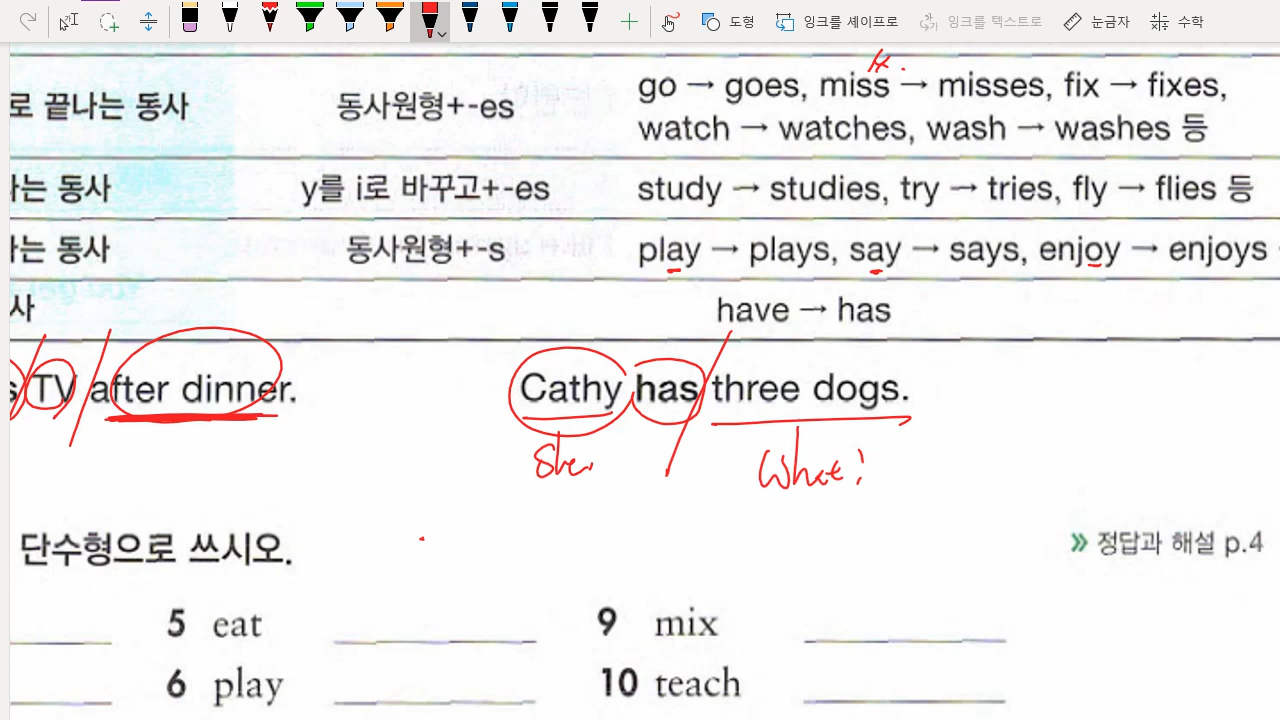 도형 잉크를 셰이프로 잉크를 텍스트로 눈금자 수학
로 끝나는 동사 동사원형+-es go → goes, miss → misses, fix → fixes,
watch → watches, wash → washes 등
나는 동사 y를 i로 바꾸고+-es study → studies, try → tries, fly → flies 등
나는 동사 동사원형+-s play → plays, say → says, enjoy → enjoys
사 have → has
s TV after dinner. Cathy has three dogs.
She. What?
단수형으로 쓰시오. » 정답과 해설 p.4
5 eat 9 mix
6 play 10 teach